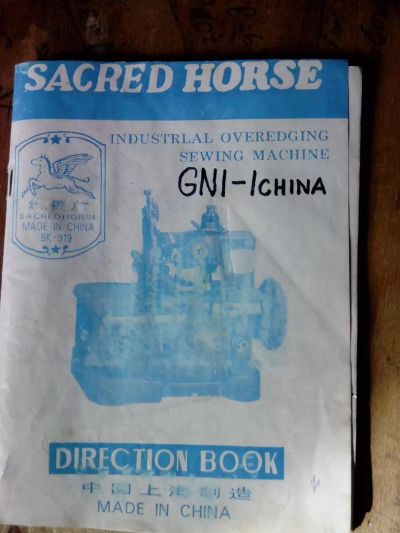 SACRED HORSE
INDUSTRLAL OVEREDGING
SEWING MACHINE
GN1-1CHINA
SACREDHORSE
MADE IN CHINA
BK-919
DIRECTION BOOK
中国上海制造
MADE IN CHINA